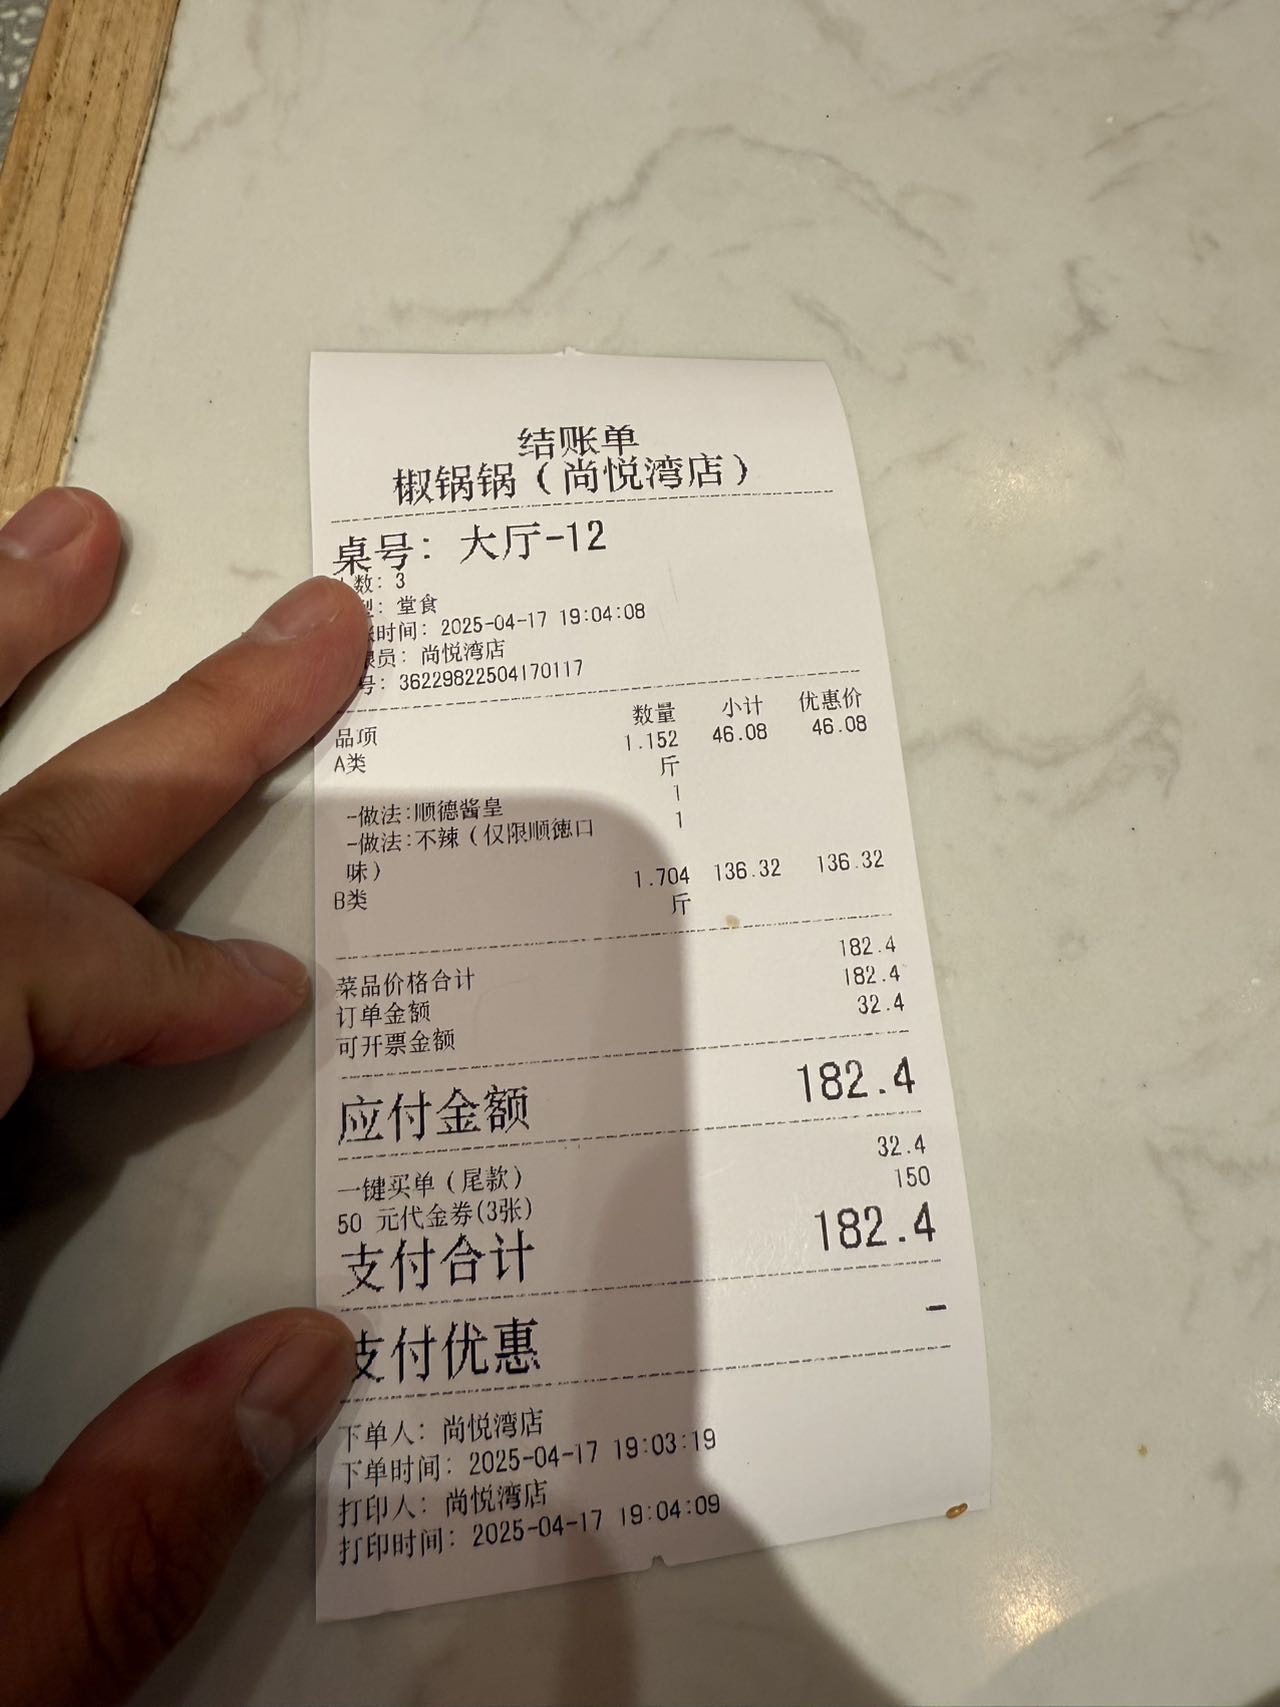 结账单
椒锅锅（尚悦湾店）
桌号: 大厅-12
数: 3
型: 堂食
账时间: 2025-04-17 19:04:08
银员: 尚悦湾店
号: 36229822504170117
品项 数量 小计 优惠价
A类 1.152 46.08 46.08
斤
-做法:顺德酱皇 1
-做法:不辣（仅限顺德口 1
味）
B类 1.704 136.32 136.32
斤
菜品价格合计 182.4
订单金额 182.4
可开票金额 32.4
应付金额 182.4
一键买单（尾款） 32.4
50 元代金券(3张) 150
支付合计 182.4
支付优惠 -
下单人: 尚悦湾店
下单时间: 2025-04-17 19:03:19
打印人: 尚悦湾店
打印时间: 2025-04-17 19:04:09